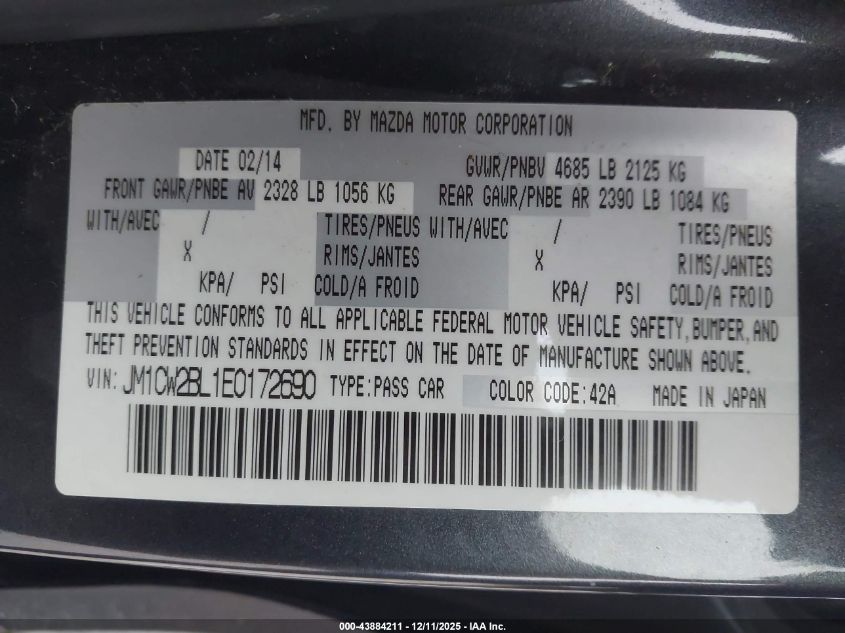 MFD. BY MAZDA MOTOR CORPORATION
DATE 02/14 GVWR/PNBV 4685 LB 2125 KG
FRONT GAWR/PNBE AV 2328 LB 1056 KG REAR GAWR/PNBE AR 2390 LB 1084 KG
WITH/AVEC / TIRES/PNEUS WITH/AVEC / TIRES/PNEUS
X RIMS/JANTES X RIMS/JANTES
KPA/ PSI COLD/A FROID KPA/ PSI COLD/A FROID
THIS VEHICLE CONFORMS TO ALL APPLICABLE FEDERAL MOTOR VEHICLE SAFETY, BUMPER, AND
THEFT PREVENTION STANDARDS IN EFFECT ON THE DATE OF MANUFACTURE SHOWN ABOVE.
VIN: JM1CW2BL1E0172690 TYPE:PASS CAR COLOR CODE:42A MADE IN JAPAN
000-43884211 - 12/11/2025 - IAA Inc.